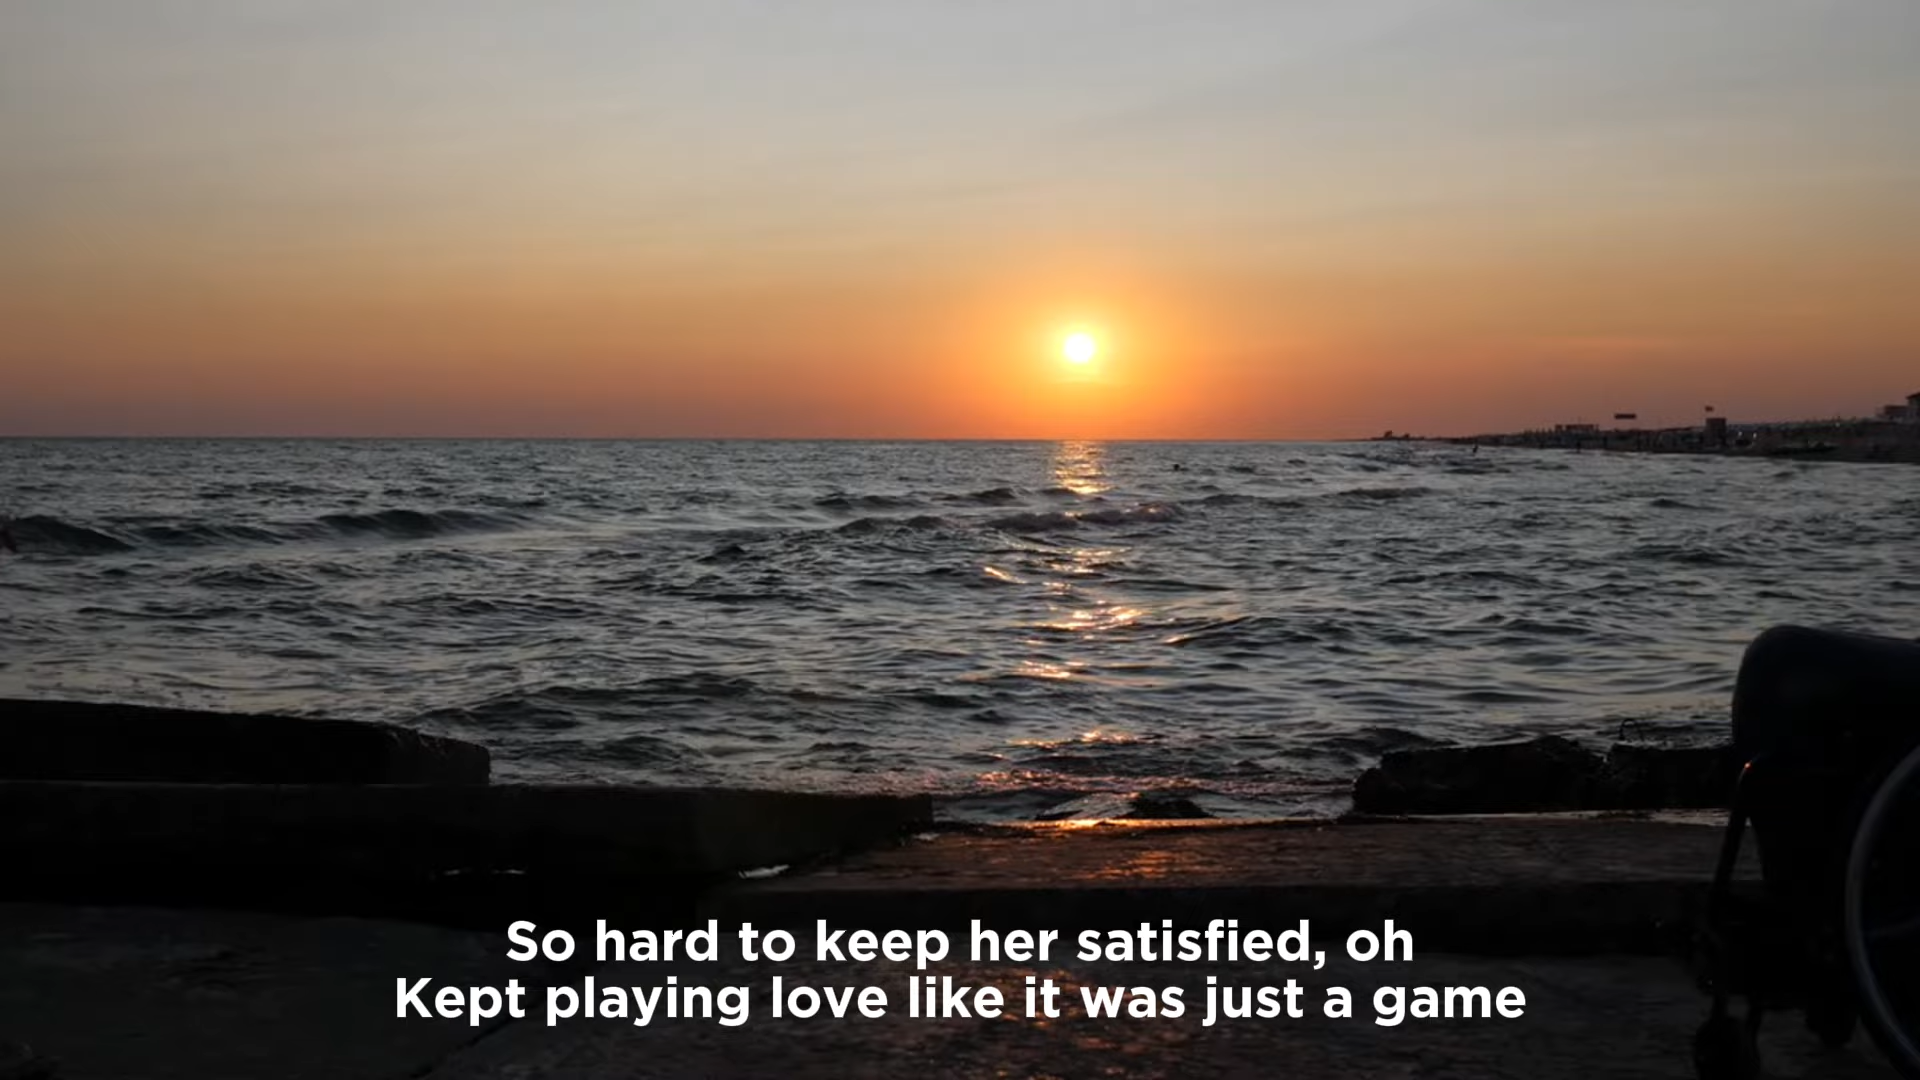 So hard to keep her satisfied, oh
Kept playing love like it was just a game